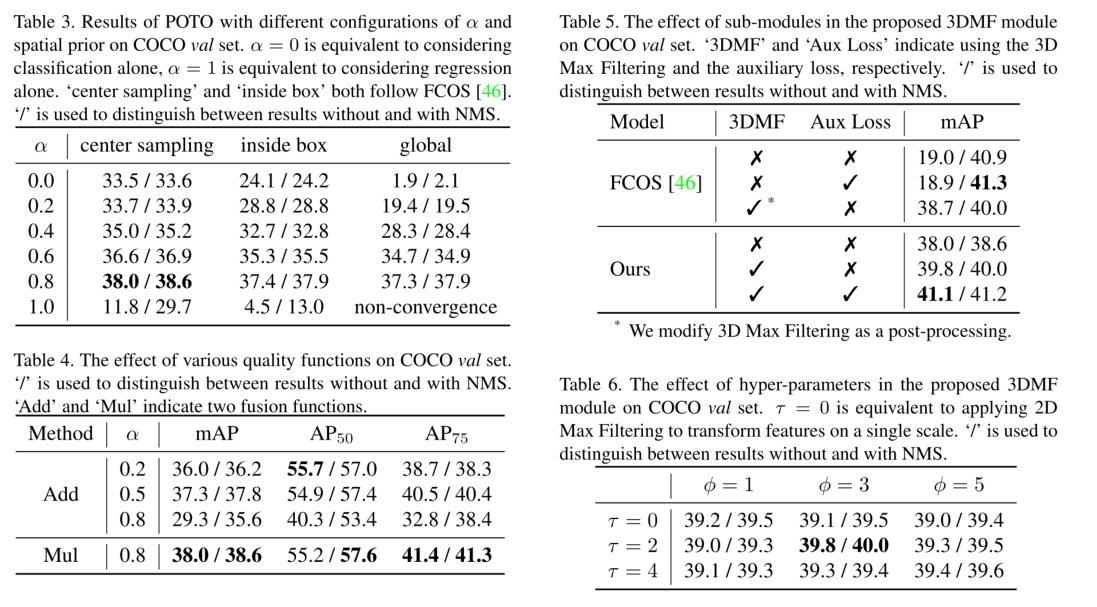 Table 3. Results of POTO with different configurations of α and
spatial prior on COCO val set. α = 0 is equivalent to considering
classification alone, α = 1 is equivalent to considering regression
alone. ‘center sampling’ and ‘inside box’ both follow FCOS [46].
‘/’ is used to distinguish between results without and with NMS.
α center sampling inside box global
0.0 33.5 / 33.6 24.1 / 24.2 1.9 / 2.1
0.2 33.7 / 33.9 28.8 / 28.8 19.4 / 19.5
0.4 35.0 / 35.2 32.7 / 32.8 28.3 / 28.4
0.6 36.6 / 36.9 35.3 / 35.5 34.7 / 34.9
0.8 38.0 / 38.6 37.4 / 37.9 37.3 / 37.9
1.0 11.8 / 29.7 4.5 / 13.0 non-convergence
Table 4. The effect of various quality functions on COCO val set.
‘/’ is used to distinguish between results without and with NMS.
‘Add’ and ‘Mul’ indicate two fusion functions.
Method α mAP AP50 AP75
0.2 36.0 / 36.2 55.7 / 57.0 38.7 / 38.3
Add 0.5 37.3 / 37.8 54.9 / 57.4 40.5 / 40.4
0.8 29.3 / 35.6 40.3 / 53.4 32.8 / 38.4
Mul 0.8 38.0 / 38.6 55.2 / 57.6 41.4 / 41.3
Table 5. The effect of sub-modules in the proposed 3DMF module
on COCO val set. ‘3DMF’ and ‘Aux Loss’ indicate using the 3D
Max Filtering and the auxiliary loss, respectively. ‘/’ is used to
distinguish between results without and with NMS.
Model 3DMF Aux Loss mAP
✗ ✗ 19.0 / 40.9
FCOS [46] ✗ ✓ 18.9 / 41.3
✓* ✗ 38.7 / 40.0
✗ ✗ 38.0 / 38.6
Ours ✓ ✗ 39.8 / 40.0
✓ ✓ 41.1 / 41.2
* We modify 3D Max Filtering as a post-processing.
Table 6. The effect of hyper-parameters in the proposed 3DMF
module on COCO val set. τ = 0 is equivalent to applying 2D
Max Filtering to transform features on a single scale. ‘/’ is used to
distinguish between results without and with NMS.
ϕ = 1 ϕ = 3 ϕ = 5
τ = 0 39.2 / 39.5 39.1 / 39.5 39.0 / 39.4
τ = 2 39.0 / 39.3 39.8 / 40.0 39.3 / 39.5
τ = 4 39.1 / 39.3 39.3 / 39.4 39.4 / 39.6